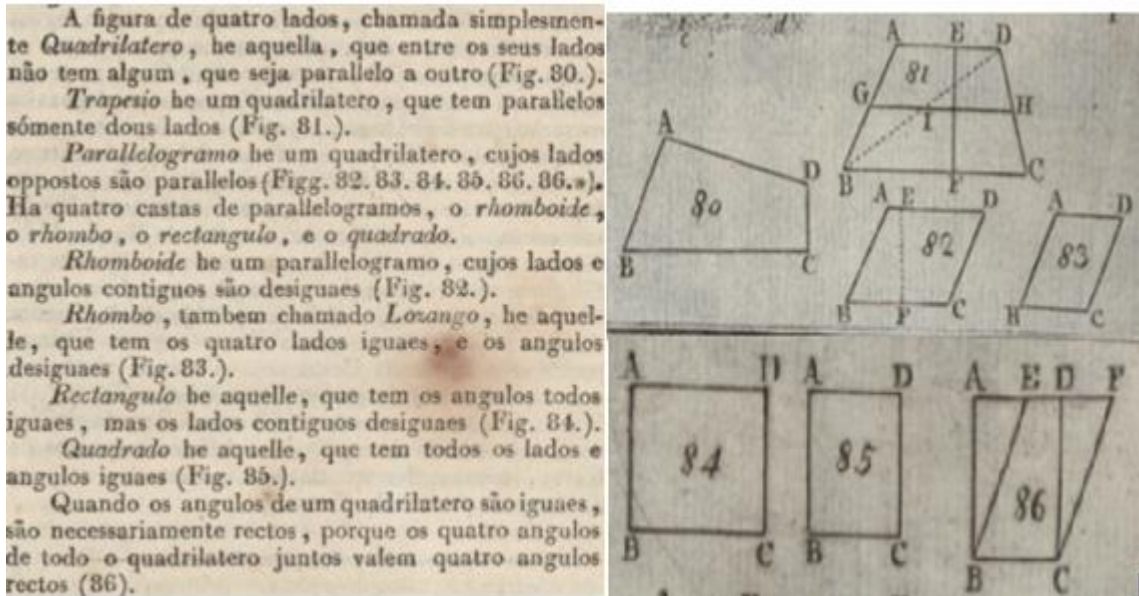 A figura de quatro lados, chamada simplesmen-
te Quadrilatero, he aquella, que entre os seus lados
não tem algum, que seja parallelo a outro (Fig. 80.).
Trapesio he um quadrilatero, que tem parallelos
sómente dous lados (Fig. 81.).
Parallelogramo he um quadrilatero, cujos lados
oppostos são parallelos (Figg. 82. 83. 84. 85. 86. 86.*).
Ha quatro castas de parallelogramos, o rhomboide,
o rhombo, o rectangulo, e o quadrado.
Rhomboide he um parallelogramo, cujos lados e
angulos contiguos são desiguaes (Fig. 82.).
Rhombo, tambem chamado Lozango, he aquel-
le, que tem os quatro lados iguaes, e os angulos
desiguaes (Fig. 83.).
Rectangulo he aquelle, que tem os angulos todos
iguaes, mas os lados contiguos desiguaes (Fig. 84.).
Quadrado he aquelle, que tem todos os lados e
angulos iguaes (Fig. 85.).
Quando os angulos de um quadrilatero são iguaes,
são necessariamente rectos, porque os quatro angulos
de todo o quadrilatero juntos valem quatro angulos
rectos (86).
c d
A E D
81
G H
I
B F C
A
D
80
B C
A E D
82
B F C
A D
83
B C
A D
84
B C
A D
85
B C
A E D F
86
B C